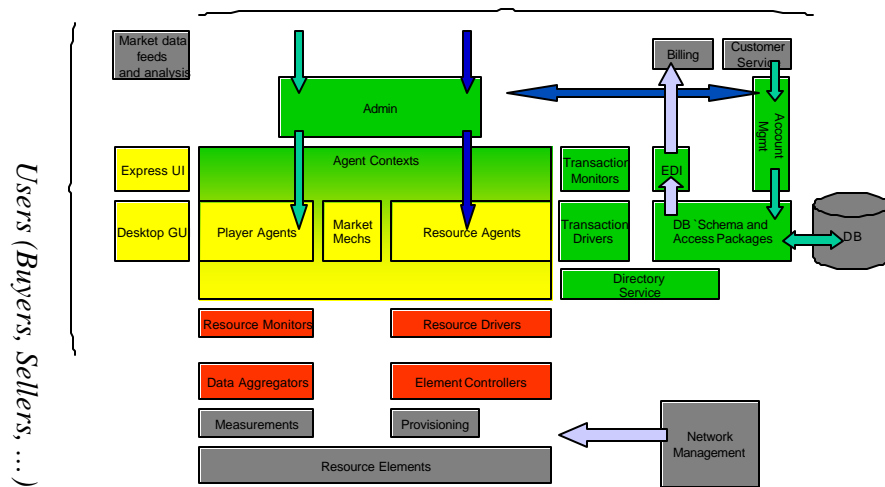 Users (Buyers, Sellers, ... )
Market data
feeds
and analysis
Billing
Customer
Service
Admin
Account
Mgmt
Express UI
Agent Contexts
Transaction
Monitors
EDI
Desktop GU
Player Agents
Market
Mechs
Resource Agents
Transaction
Drivers
DB `Schema and
Access Packages
DB
Directory
Service
Resource Monitors
Resource Drivers
Data Aggregators
Element Controllers
Measurements
Provisioning
Network
Management
Resource Elements